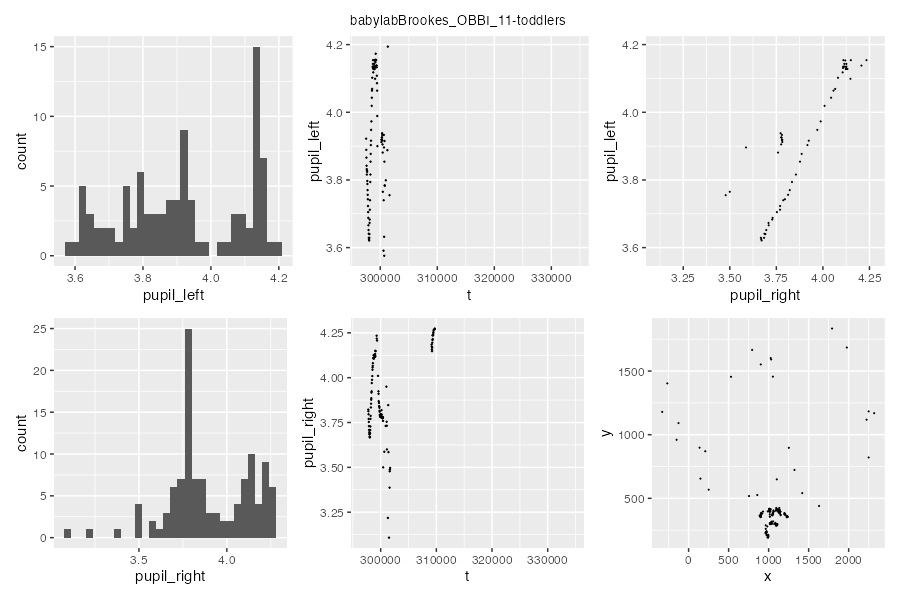 babylabBrookes_OBBI_11-toddlers
15
10
5
0
count
3.6 3.8 4.0 4.2
pupil_left
4.2
4.0
3.8
3.6
pupil_left
300000 310000 320000 330000
t
4.2
4.0
3.8
3.6
pupil_left
3.25 3.50 3.75 4.00 4.25
pupil_right
25
20
15
10
5
0
count
3.5 4.0
pupil_right
4.25
4.00
3.75
3.50
3.25
pupil_right
300000 310000 320000 330000
t
1500
1000
500
y
0 500 1000 1500 2000
x